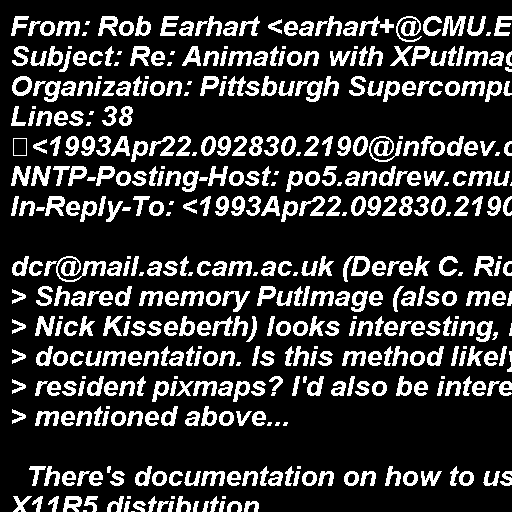 From: Rob Earhart <earhart+@CMU.E
Subject: Re: Animation with XPutImag
Organization: Pittsburgh Supercompu
Lines: 38
<1993Apr22.092830.2190@infodev.c
NNTP-Posting-Host: po5.andrew.cmu.
In-Reply-To: <1993Apr22.092830.2190

dcr@mail.ast.cam.ac.uk (Derek C. Ric
> Shared memory PutImage (also men
> Nick Kisseberth) looks interesting,
> documentation. Is this method likely
> resident pixmaps? I'd also be intere
> mentioned above...

There's documentation on how to us
X11R5 distribution